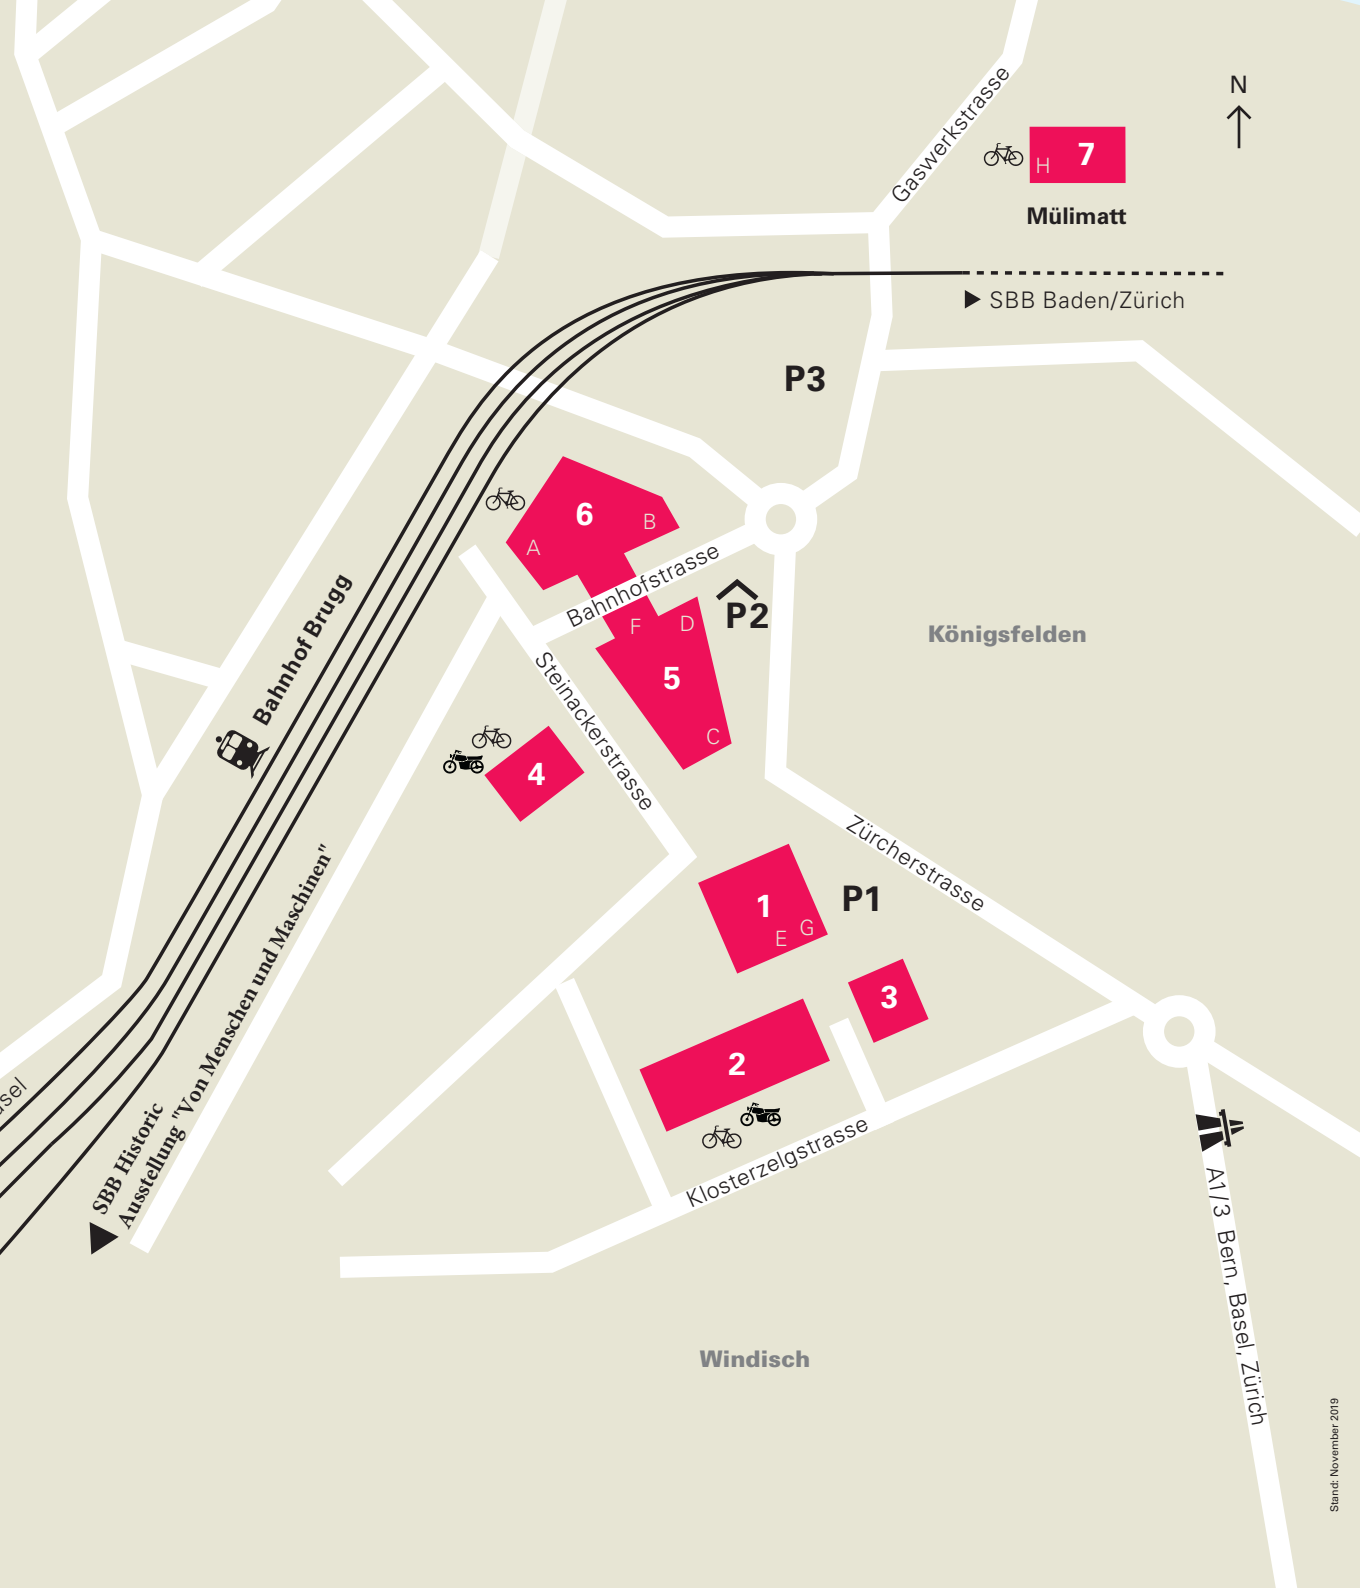 N
Gaswerkstrasse
H
7
Mülimatt
SBB Baden/Zürich
P3
6
B
A
Bahnhofstrasse
P2
F
D
5
C
Königsfelden
Bahnhof Brugg
Steinackerstrasse
4
Zürcherstrasse
1
E
G
P1
3
2
SBB Historic
Ausstellung "Von Menschen und Maschinen"
Klosterzelgstrasse
A1/3 Bern, Basel, Zürich
Windisch
Stand: November 2019